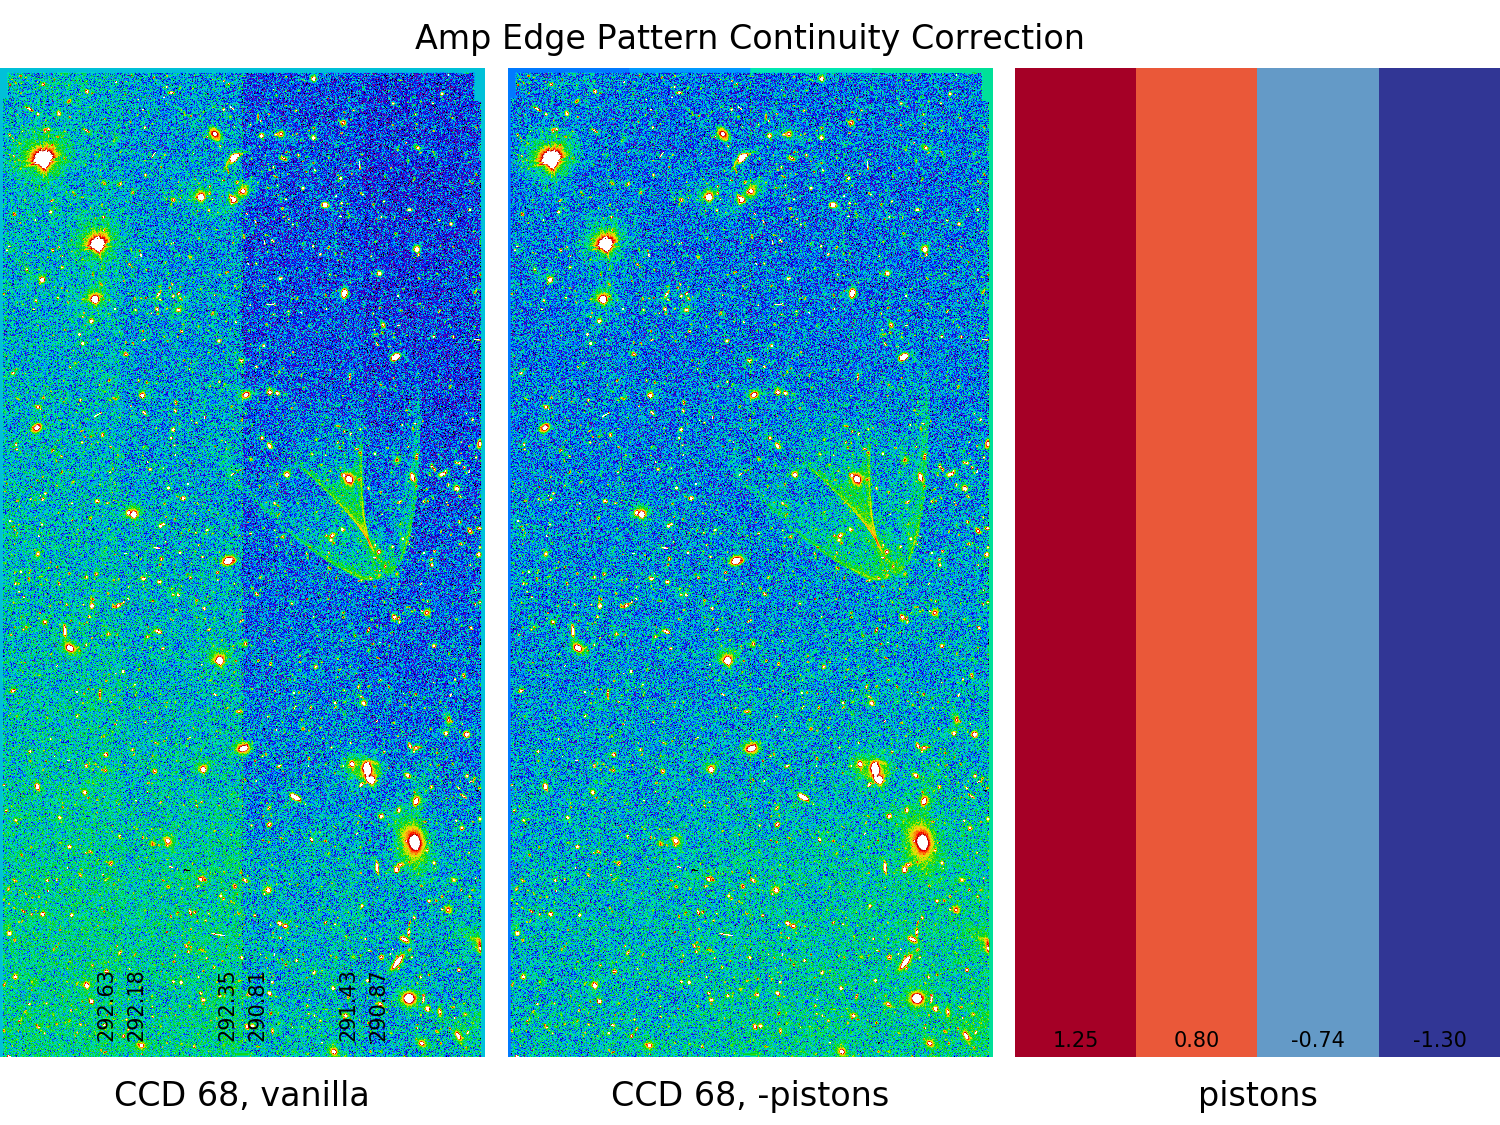 Amp Edge Pattern Continuity Correction
292.63
292.18
292.35
290.81
291.43
290.87
1.25 0.80 -0.74 -1.30
CCD 68, vanilla
CCD 68, -pistons
pistons